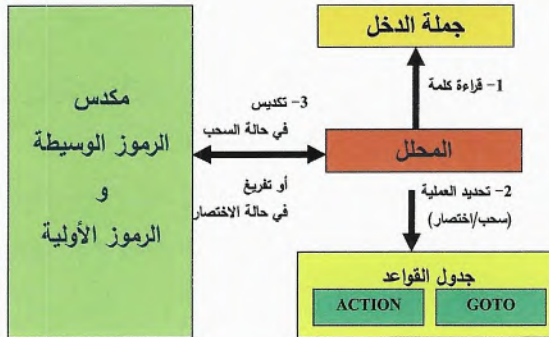 جملة الدخل
1- قراءة كلمة
المحلل
2- تحديد العملية
(سحب/إختصار)
جدول القواعد
ACTION
GOTO
3- تكديس
في حالة السحب
أو تفريغ
في حالة الاختصار
مكدس
الرموز الوسيطة
و
الرموز الأولية